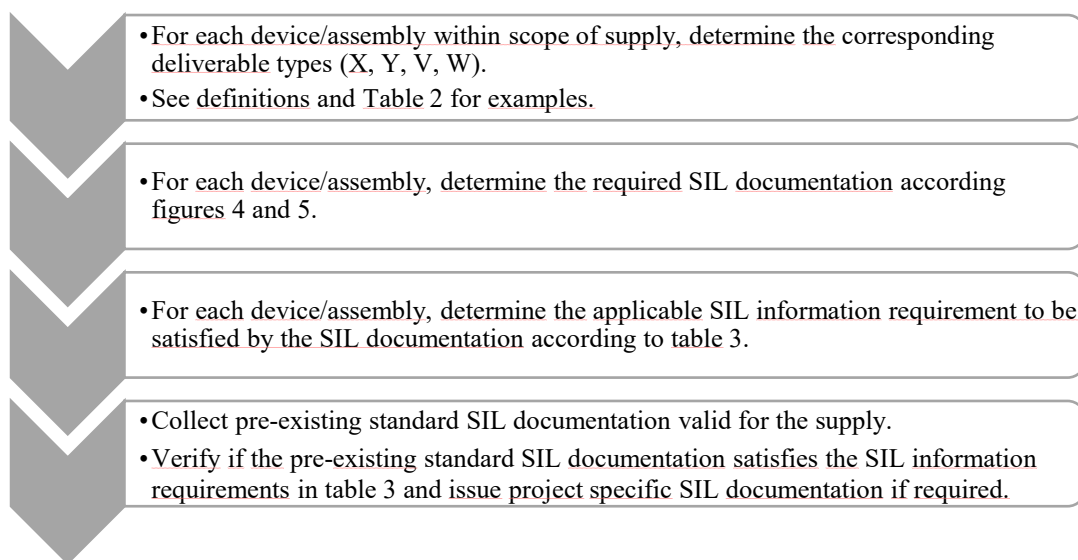 •For each device/assembly within scope of supply, determine the corresponding
deliverable types (X, Y, V, W).
•See definitions and Table 2 for examples.
•For each device/assembly, determine the required SIL documentation according
figures 4 and 5.
•For each device/assembly, determine the applicable SIL information requirement to be
satisfied by the SIL documentation according to table 3.
•Collect pre-existing standard SIL documentation valid for the supply.
•Verify if the pre-existing standard SIL documentation satisfies the SIL information
requirements in table 3 and issue project specific SIL documentation if required.